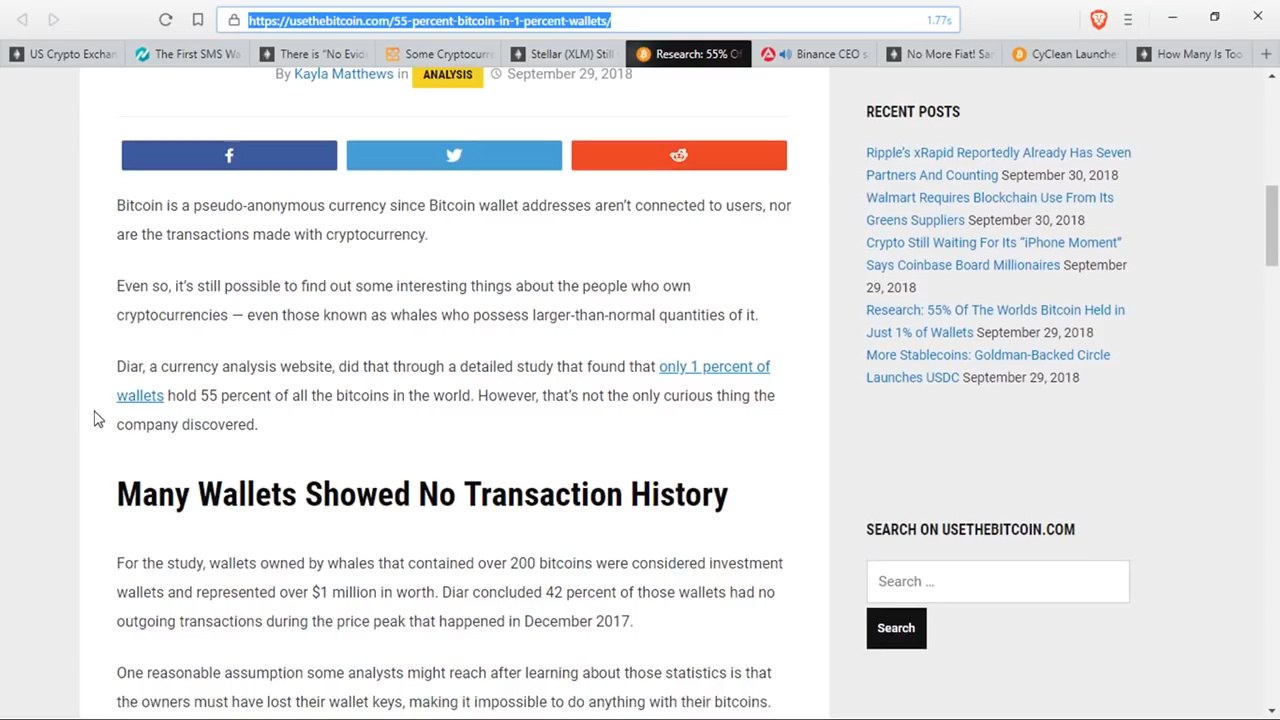 https://usethebitcoin.com/55-percent-bitcoin-in-1-percent-wallets/
1.77s
US Crypto Exchan
The First SMS Wa
There is "No Evid
Some Cryptocurre
Stellar (XLM) Still
Research: 55% Of
Binance CEO s
No More Fiat! Sa
CyClean Launche
How Many Is Too
By Kayla Matthews in ANALYSIS September 29, 2018
Bitcoin is a pseudo-anonymous currency since Bitcoin wallet addresses aren't connected to users, nor
are the transactions made with cryptocurrency.
Even so, it's still possible to find out some interesting things about the people who own
cryptocurrencies — even those known as whales who possess larger-than-normal quantities of it.
Diar, a currency analysis website, did that through a detailed study that found that only 1 percent of
wallets hold 55 percent of all the bitcoins in the world. However, that's not the only curious thing the
company discovered.
Many Wallets Showed No Transaction History
For the study, wallets owned by whales that contained over 200 bitcoins were considered investment
wallets and represented over $1 million in worth. Diar concluded 42 percent of those wallets had no
outgoing transactions during the price peak that happened in December 2017.
One reasonable assumption some analysts might reach after learning about those statistics is that
the owners must have lost their wallet keys, making it impossible to do anything with their bitcoins.
RECENT POSTS
Ripple's xRapid Reportedly Already Has Seven
Partners And Counting September 30, 2018
Walmart Requires Blockchain Use From Its
Greens Suppliers September 30, 2018
Crypto Still Waiting For Its "iPhone Moment"
Says Coinbase Board Millionaires September
29, 2018
Research: 55% Of The Worlds Bitcoin Held in
Just 1% of Wallets September 29, 2018
More Stablecoins: Goldman-Backed Circle
Launches USDC September 29, 2018
SEARCH ON USETHEBITCOIN.COM
Search ...
Search